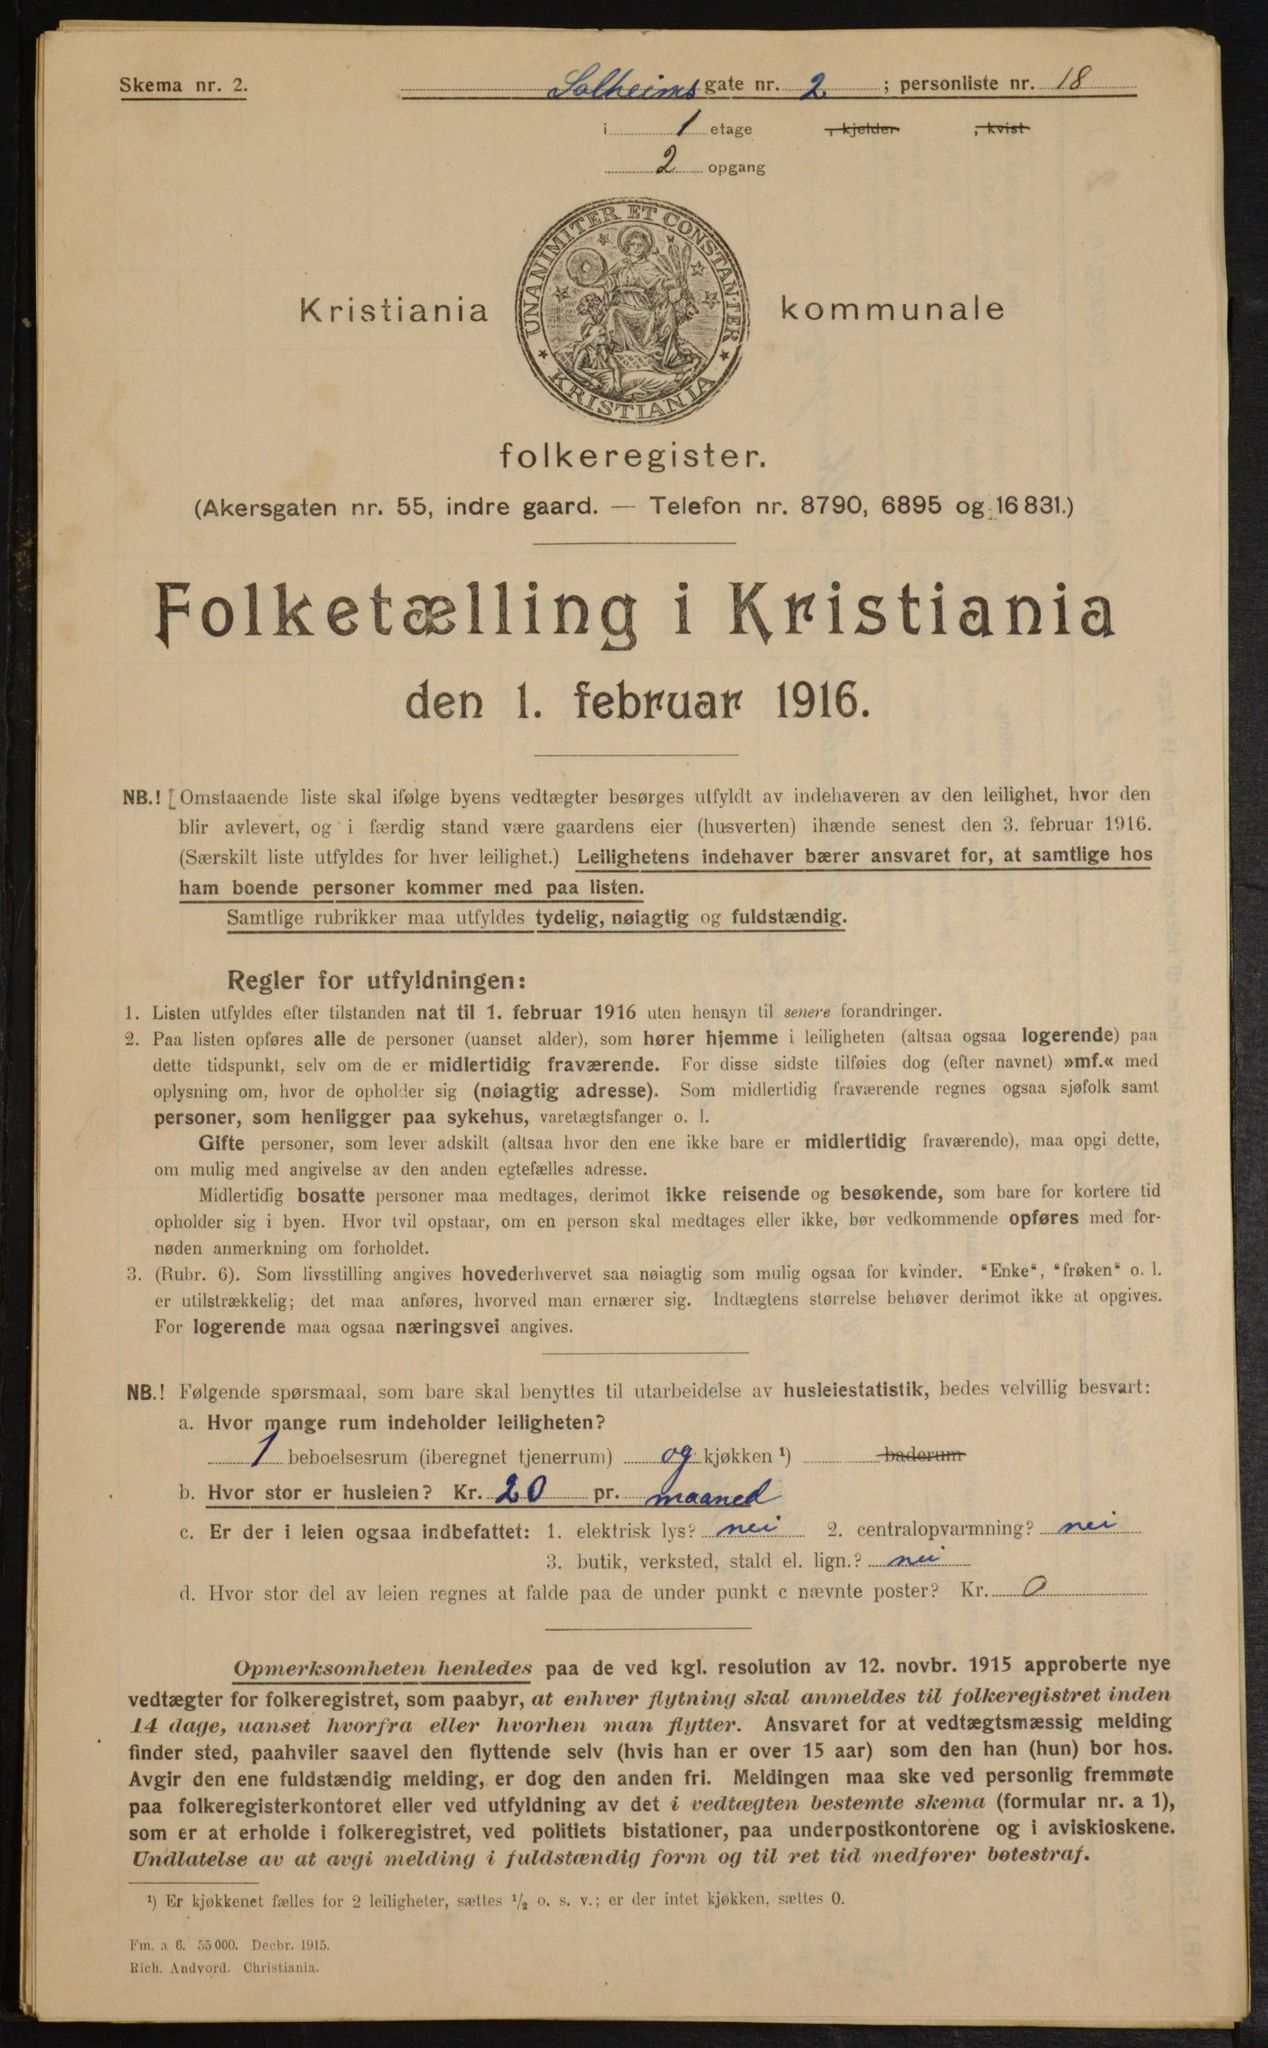 Skema nr. 2.
Solheims gate nr. 2 ; personliste nr. 18
i 1 etage , kjelder , kvist
2 opgang
UNANIMITER ET CONSTANTER
KRISTIANIA
Kristiania kommunale
folkeregister.
(Akersgaten nr. 55, indre gaard. — Telefon nr. 8790, 6895 og 16 831.)
Folketælling i Kristiania
den 1. februar 1916.
NB.! [Omstaaende liste skal ifølge byens vedtægter besørges utfyldt av indehaveren av den leilighet, hvor den
blir avlevert, og i færdig stand være gaardens eier (husverten) ihænde senest den 3. februar 1916.
(Særskilt liste utfyldes for hver leilighet.) Leilighetens indehaver bærer ansvaret for, at samtlige hos
ham boende personer kommer med paa listen.
Samtlige rubrikker maa utfyldes tydelig, nøiagtig og fuldstændig.
Regler for utfyldningen:
1. Listen utfyldes efter tilstanden nat til 1. februar 1916 uten hensyn til senere forandringer.
2. Paa listen opføres alle de personer (uanset alder), som hører hjemme i leiligheten (altsaa ogsaa logerende) paa
dette tidspunkt, selv om de er midlertidig fraværende. For disse sidste tilføies dog (efter navnet) »mf.« med
oplysning om, hvor de opholder sig (nøiagtig adresse). Som midlertidig fraværende regnes ogsaa sjøfolk samt
personer, som henligger paa sykehus, varetægtsfanger o. l.
Gifte personer, som lever adskilt (altsaa hvor den ene ikke bare er midlertidig fraværende), maa opgi dette,
om mulig med angivelse av den anden egtefælles adresse.
Midlertidig bosatte personer maa medtages, derimot ikke reisende og besøkende, som bare for kortere tid
opholder sig i byen. Hvor tvil opstaar, om en person skal medtages eller ikke, bør vedkommende opføres med for-
nøden anmerkning om forholdet.
3. (Rubr. 6). Som livsstilling angives hovederhvervet saa nøiagtig som mulig ogsaa for kvinder. "Enke", "frøken" o. l.
er utilstrækkelig; det maa anføres, hvorved man ernærer sig. Indtægtens størrelse behøver derimot ikke at opgives.
For logerende maa ogsaa næringsvei angives.
NB.! Følgende spørsmaal, som bare skal benyttes til utarbeidelse av husleiestatistik, bedes velvillig besvart:
a. Hvor mange rum indeholder leiligheten?
1 beboelsesrum (iberegnet tjenerrum) og kjøkken ¹) baderum
b. Hvor stor er husleien? Kr. 20 pr. maaned
c. Er der i leien ogsaa indbefattet: 1. elektrisk lys? nei 2. centralopvarmning? nei
3. butik, verksted, stald el. lign.? nei
d. Hvor stor del av leien regnes at falde paa de under punkt c nævnte poster? Kr. 0
Opmerksomheten henledes paa de ved kgl. resolution av 12. novbr. 1915 approberte nye
vedtægter for folkeregistret, som paabyr, at enhver flytning skal anmeldes til folkeregistret inden
14 dage, uanset hvorfra eller hvorhen man flytter. Ansvaret for at vedtægtsmæssig melding
finder sted, paahviler saavel den flyttende selv (hvis han er over 15 aar) som den han (hun) bor hos.
Avgir den ene fuldstændig melding, er dog den anden fri. Meldingen maa ske ved personlig fremmøte
paa folkeregisterkontoret eller ved utfyldning av det i vedtægten bestemte skema (formular nr. a 1),
som er at erholde i folkeregistret, ved politiets bistationer, paa underpostkontorene og i aviskioskene.
Undlatelse av at avgi melding i fuldstændig form og til ret tid medfører bøtestraf.
¹) Er kjøkkenet fælles for 2 leiligheter, sættes ½ o. s. v.; er der intet kjøkken, sættes 0.
Fm. a 6. 55 000. Decbr. 1915.
Rich. Andvord. Christiania.